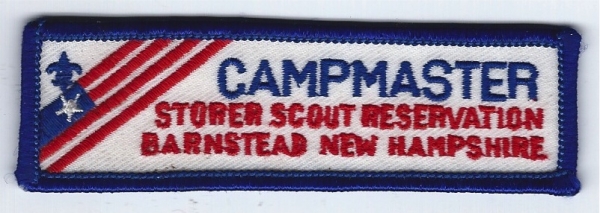 CAMPMASTER
STORER SCOUT RESERVATION
BARNSTEAD NEW HAMPSHIRE